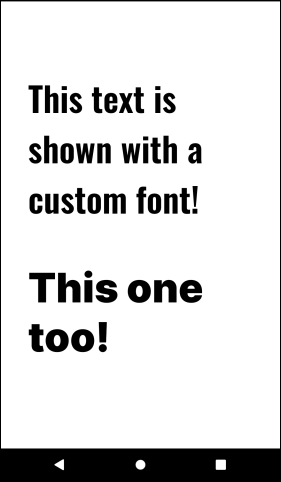 This text is
shown with a
custom font!
This one
too!